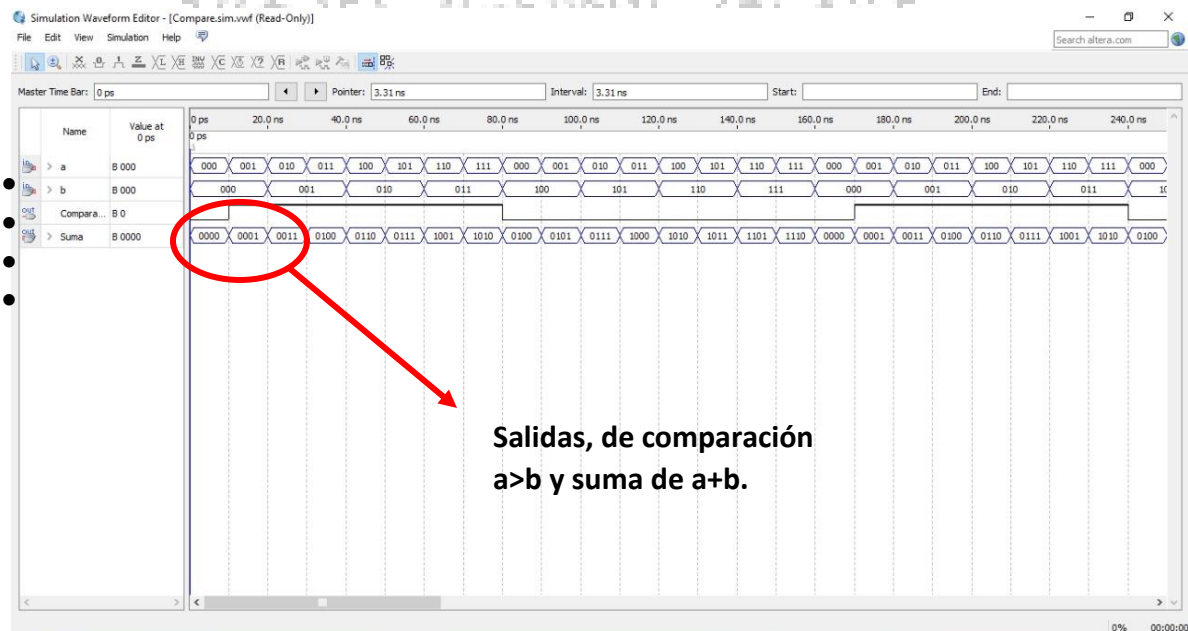 Simulation Waveform Editor - [Compare.sim.vwf (Read-Only)]
File Edit View Simulation Help
Search altera.com
Master Time Bar: 0 ps Pointer: 3.31 ns Interval: 3.31 ns Start: End:
Name Value at 0 ps
0 ps 20.0 ns 40.0 ns 60.0 ns 80.0 ns 100.0 ns 120.0 ns 140.0 ns 160.0 ns 180.0 ns 200.0 ns 220.0 ns 240.0 ns
0 ps
a B 000 000 001 010 011 100 101 110 111 000 001 010 011 100 101 110 111 000 001 010 011 100 101 110 111 000
b B 000 000 001 010 011 100 101 110 111 000 001 010 011 10
Compara... B 0
Suma B 0000 0000 0001 0011 0100 0110 0111 1001 1010 0100 0101 0111 1000 1010 1011 1101 1110 0000 0001 0011 0100 0110 0111 1001 1010 0100
Salidas, de comparación
a>b y suma de a+b.
0% 00:00:00